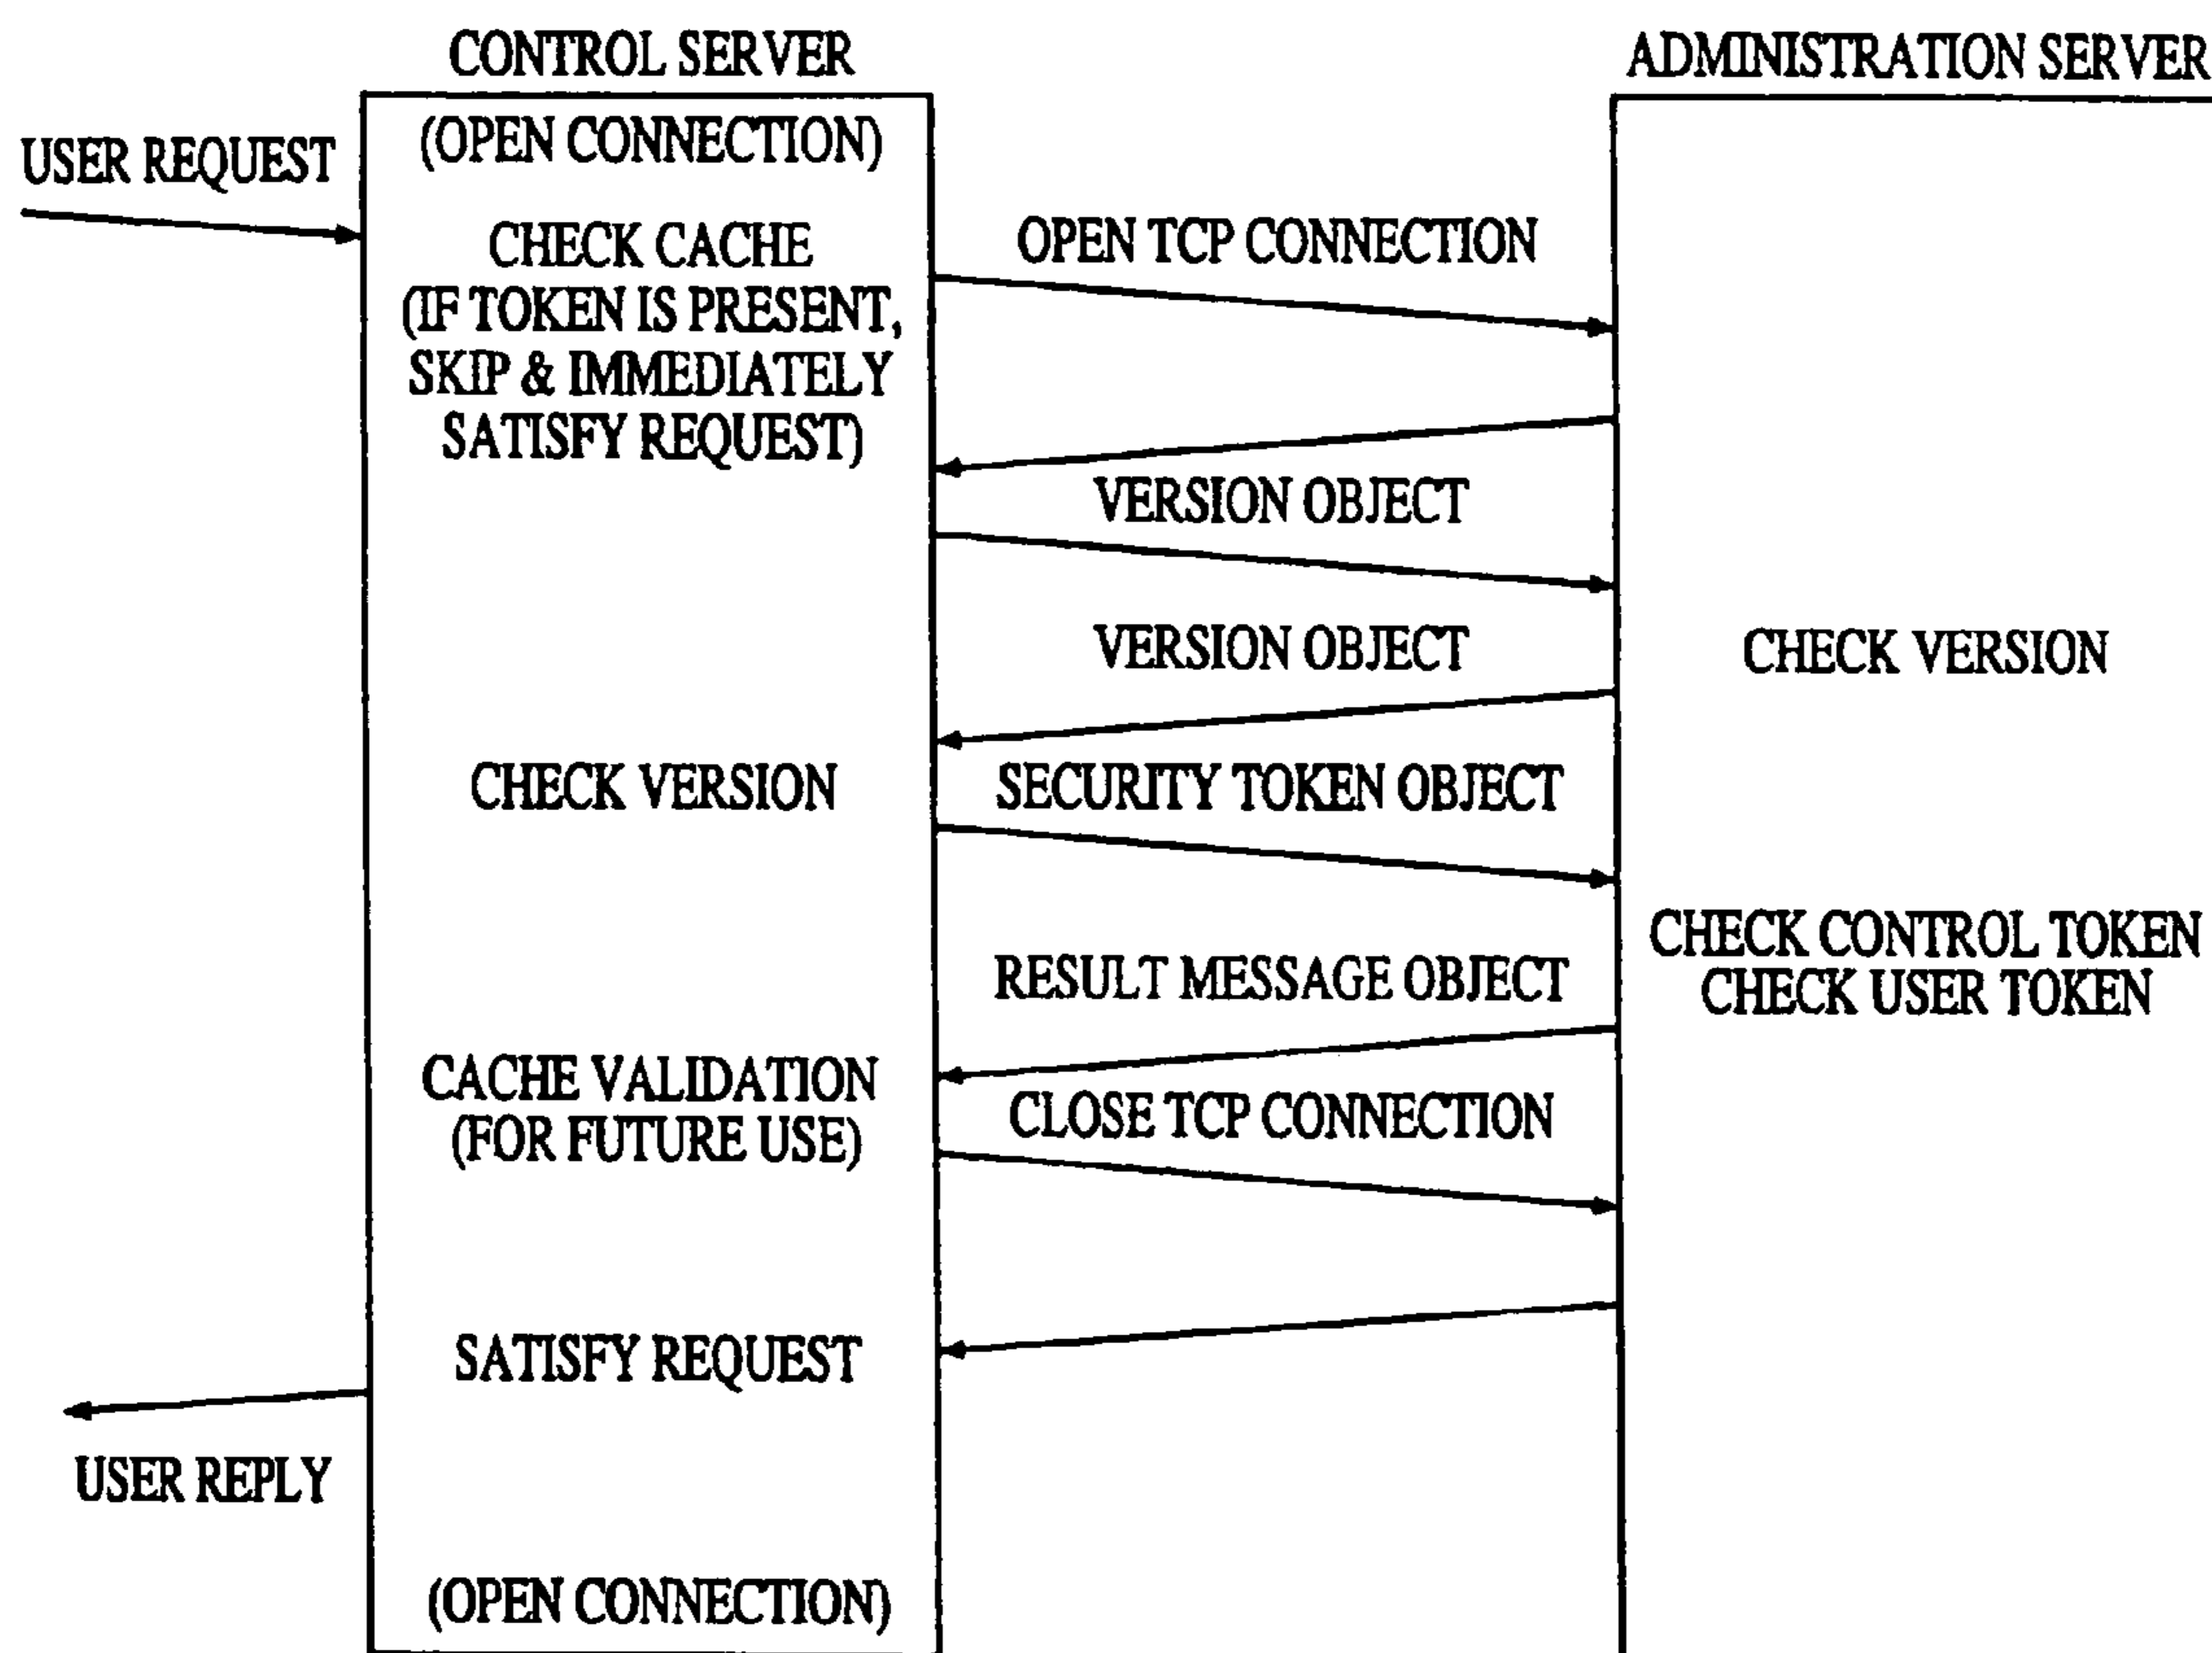 CONTROL SERVER
ADMINISTRATION SERVER
(OPEN CONNECTION)
USER REQUEST
CHECK CACHE
(IF TOKEN IS PRESENT,
SKIP & IMMEDIATELY
SATISFY REQUEST)
OPEN TCP CONNECTION
VERSION OBJECT
VERSION OBJECT
CHECK VERSION
CHECK VERSION
SECURITY TOKEN OBJECT
CHECK CONTROL TOKEN
CHECK USER TOKEN
RESULT MESSAGE OBJECT
CACHE VALIDATION
(FOR FUTURE USE)
CLOSE TCP CONNECTION
SATISFY REQUEST
USER REPLY
(OPEN CONNECTION)